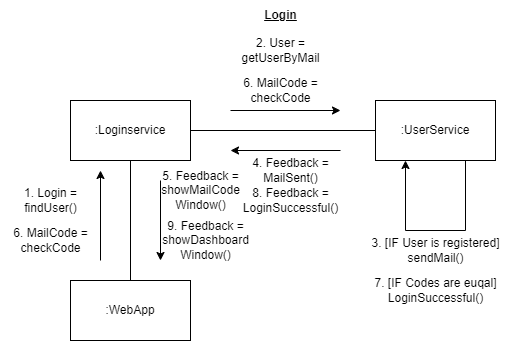 Login
2. User =
getUserByMail
6. MailCode =
checkCode
:Loginservice
:UserService
4. Feedback =
MailSent()
8. Feedback =
LoginSuccessful()
1. Login =
findUser()
6. MailCode =
checkCode
5. Feedback =
showMailCode
Window()
9. Feedback =
showDashboard
Window()
3. [IF User is registered]
sendMail()
7. [IF Codes are euqal]
LoginSuccessful()
:WebApp